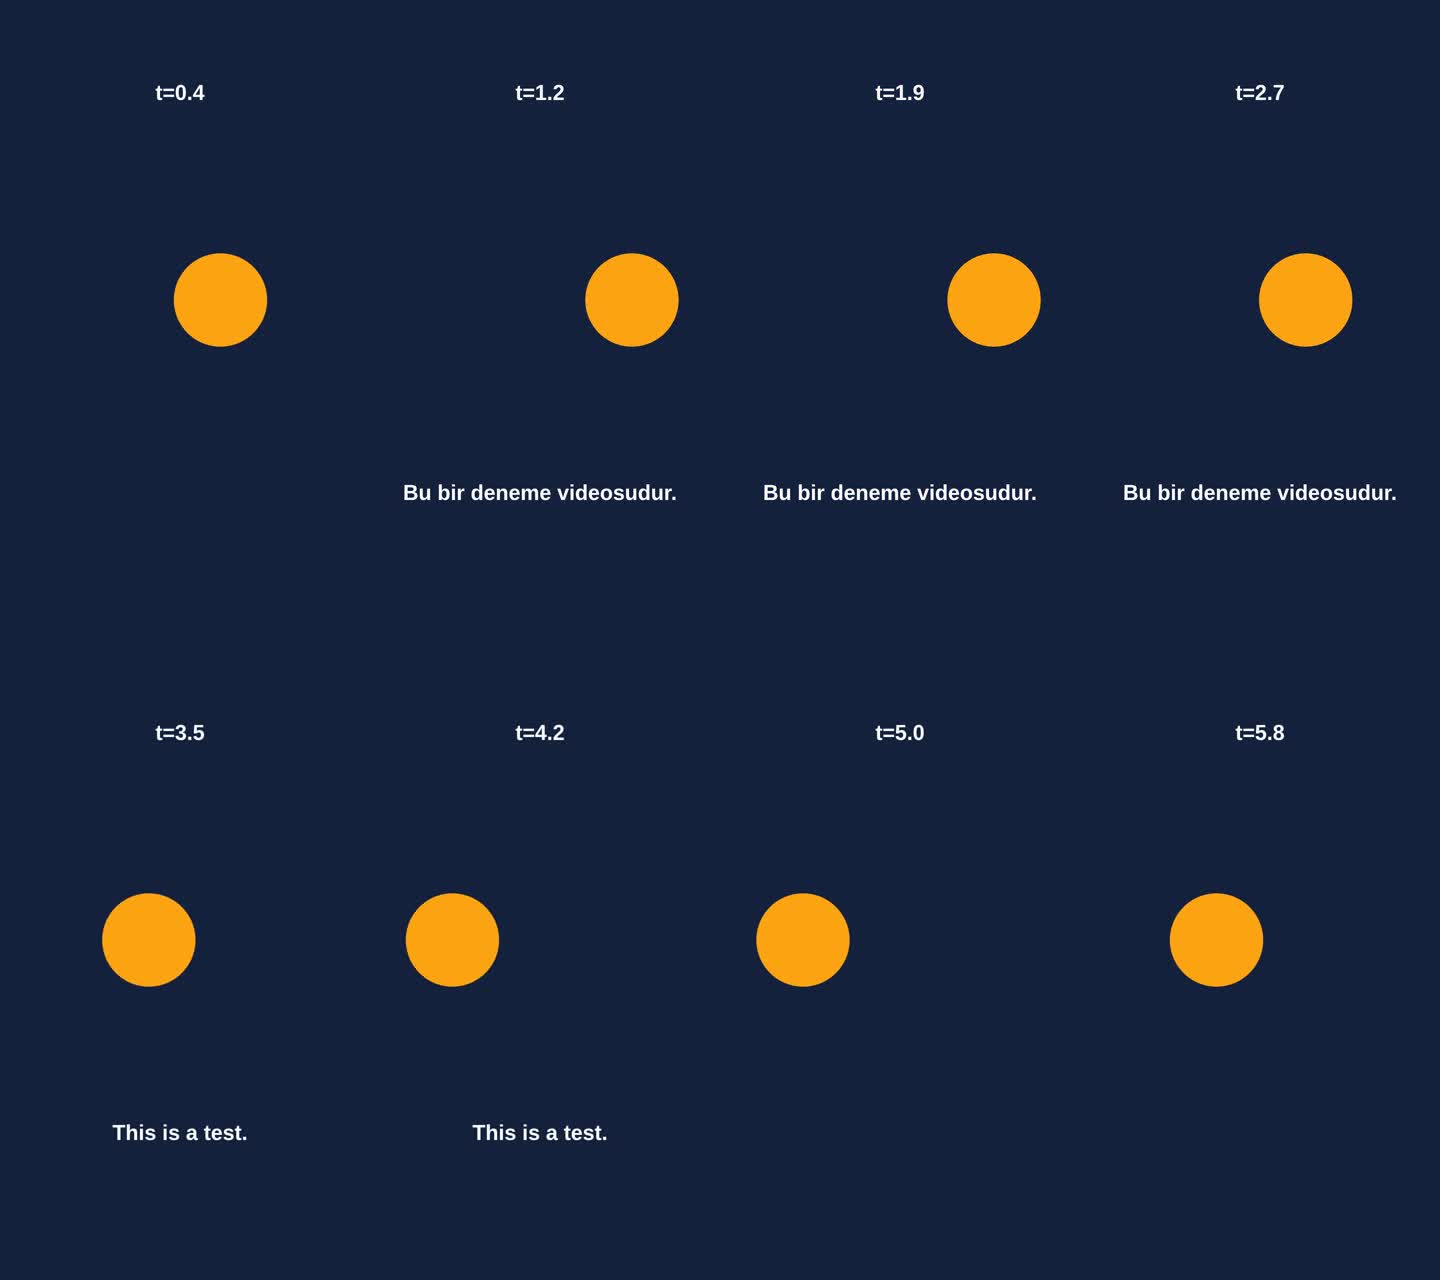 t=0.4
t=1.2
t=1.9
t=2.7
Bu bir deneme videosudur.
Bu bir deneme videosudur.
Bu bir deneme videosudur.
t=3.5
t=4.2
t=5.0
t=5.8
This is a test.
This is a test.